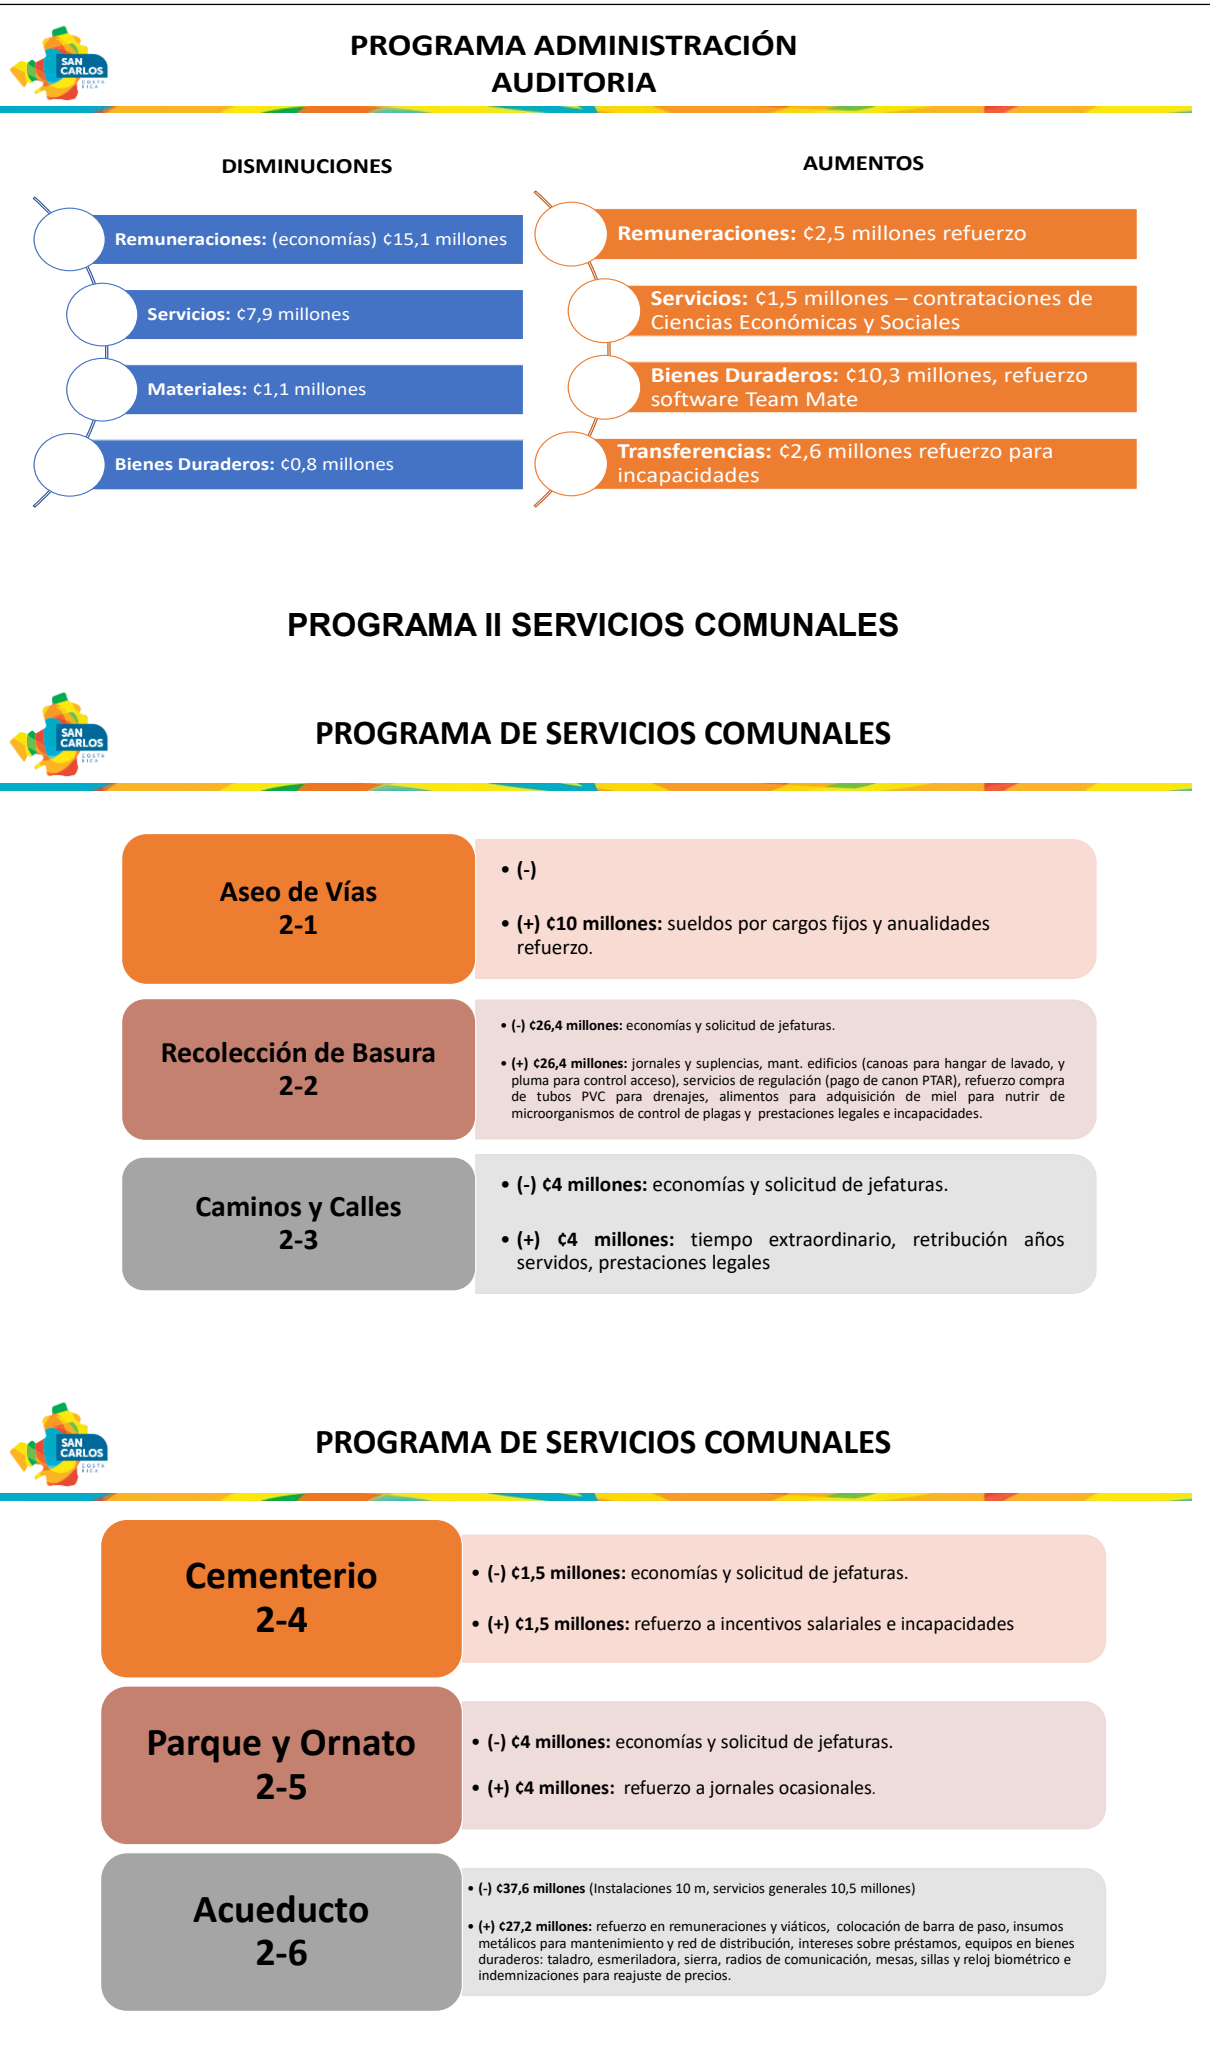 SAN
CARLOS
COSTA
RICA
PROGRAMA ADMINISTRACIÓN
AUDITORIA
DISMINUCIONES
Remuneraciones: (economías) ¢15,1 millones
Servicios: ¢7,9 millones
Materiales: ¢1,1 millones
Bienes Duraderos: ¢0,8 millones
AUMENTOS
Remuneraciones: ¢2,5 millones refuerzo
Servicios: ¢1,5 millones – contrataciones de
Ciencias Económicas y Sociales
Bienes Duraderos: ¢10,3 millones, refuerzo
software Team Mate
Transferencias: ¢2,6 millones refuerzo para
incapacidades
PROGRAMA II SERVICIOS COMUNALES
SAN
CARLOS
COSTA
RICA
PROGRAMA DE SERVICIOS COMUNALES
Aseo de Vías
2-1
• (-)
• (+) ¢10 millones: sueldos por cargos fijos y anualidades
refuerzo.
Recolección de Basura
2-2
• (-) ¢26,4 millones: economías y solicitud de jefaturas.
• (+) ¢26,4 millones: jornales y suplencias, mant. edificios (canoas para hangar de lavado, y
pluma para control acceso), servicios de regulación (pago de canon PTAR), refuerzo compra
de tubos PVC para drenajes, alimentos para adquisición de miel para nutrir de
microorganismos de control de plagas y prestaciones legales e incapacidades.
Caminos y Calles
2-3
• (-) ¢4 millones: economías y solicitud de jefaturas.
• (+) ¢4 millones: tiempo extraordinario, retribución años
servidos, prestaciones legales
SAN
CARLOS
COSTA
RICA
PROGRAMA DE SERVICIOS COMUNALES
Cementerio
2-4
• (-) ¢1,5 millones: economías y solicitud de jefaturas.
• (+) ¢1,5 millones: refuerzo a incentivos salariales e incapacidades
Parque y Ornato
2-5
• (-) ¢4 millones: economías y solicitud de jefaturas.
• (+) ¢4 millones: refuerzo a jornales ocasionales.
Acueducto
2-6
• (-) ¢37,6 millones (Instalaciones 10 m, servicios generales 10,5 millones)
• (+) ¢27,2 millones: refuerzo en remuneraciones y viáticos, colocación de barra de paso, insumos
metálicos para mantenimiento y red de distribución, intereses sobre préstamos, equipos en bienes
duraderos: taladro, esmeriladora, sierra, radios de comunicación, mesas, sillas y reloj biométrico e
indemnizaciones para reajuste de precios.